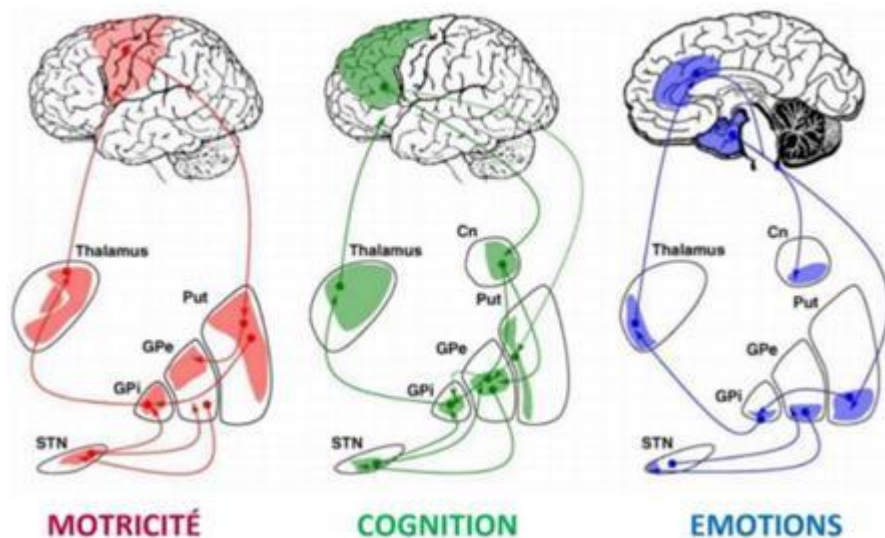 Thalamus
Put
GPe
GPi
STN
MOTRICITÉ
Cn
Thalamus
Put
GPe
GPi
STN
COGNITION
Cn
Thalamus
Put
GPe
GPi
STN
EMOTIONS